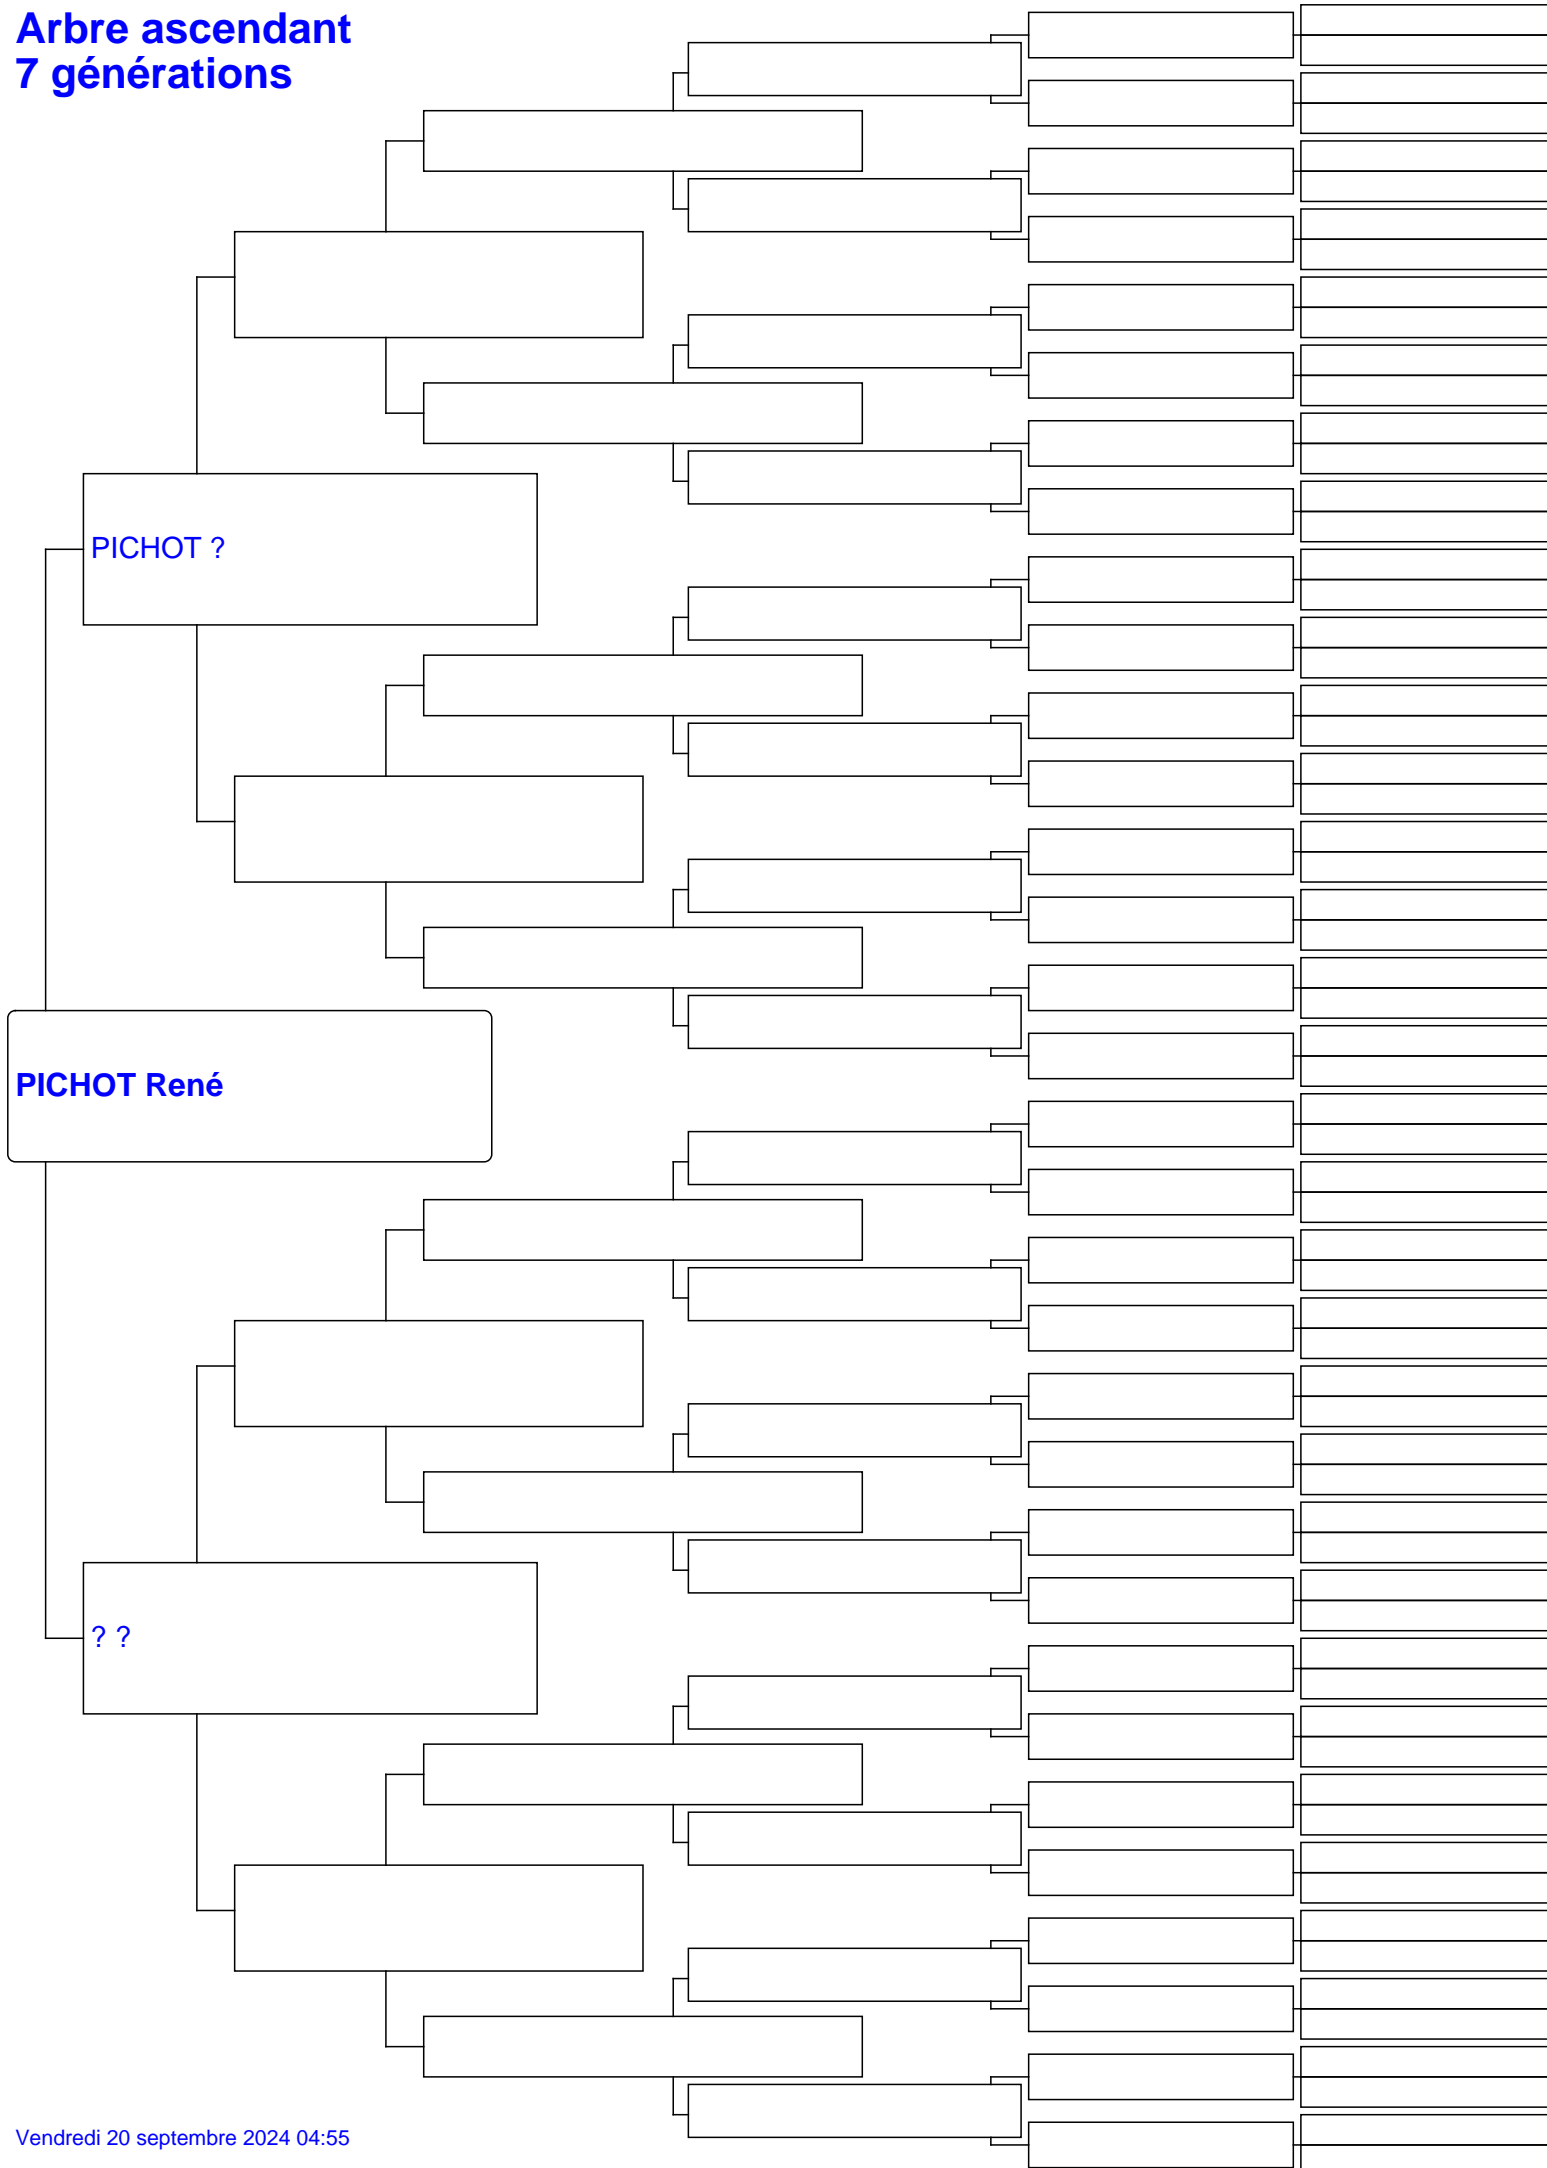 Arbre ascendant
7 générations
PICHOT ?
PICHOT René
? ?
Vendredi 20 septembre 2024 04:55